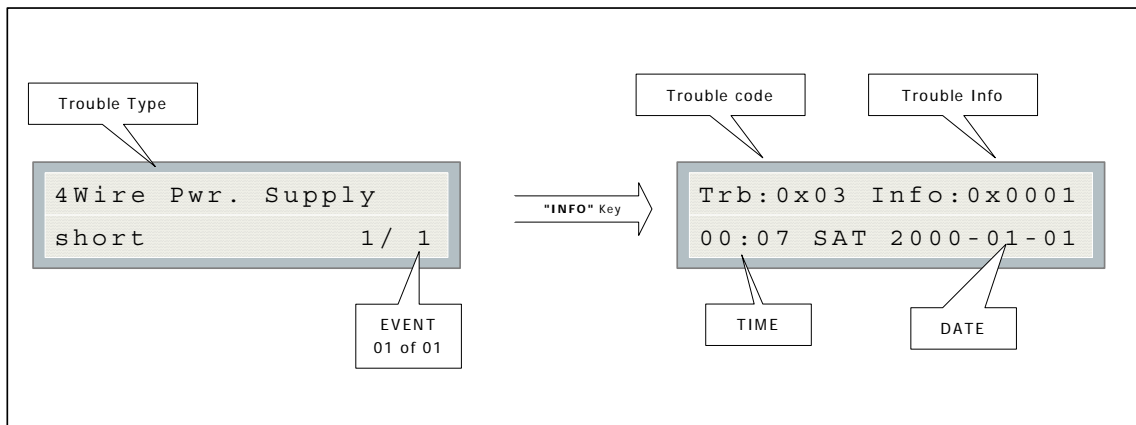 Trouble Type
4Wire Pwr. Supply
short 1/ 1
EVENT
01 of 01
"INFO" Key
Trouble code
Trouble Info
Trb:0x03 Info:0x0001
00:07 SAT 2000-01-01
TIME
DATE